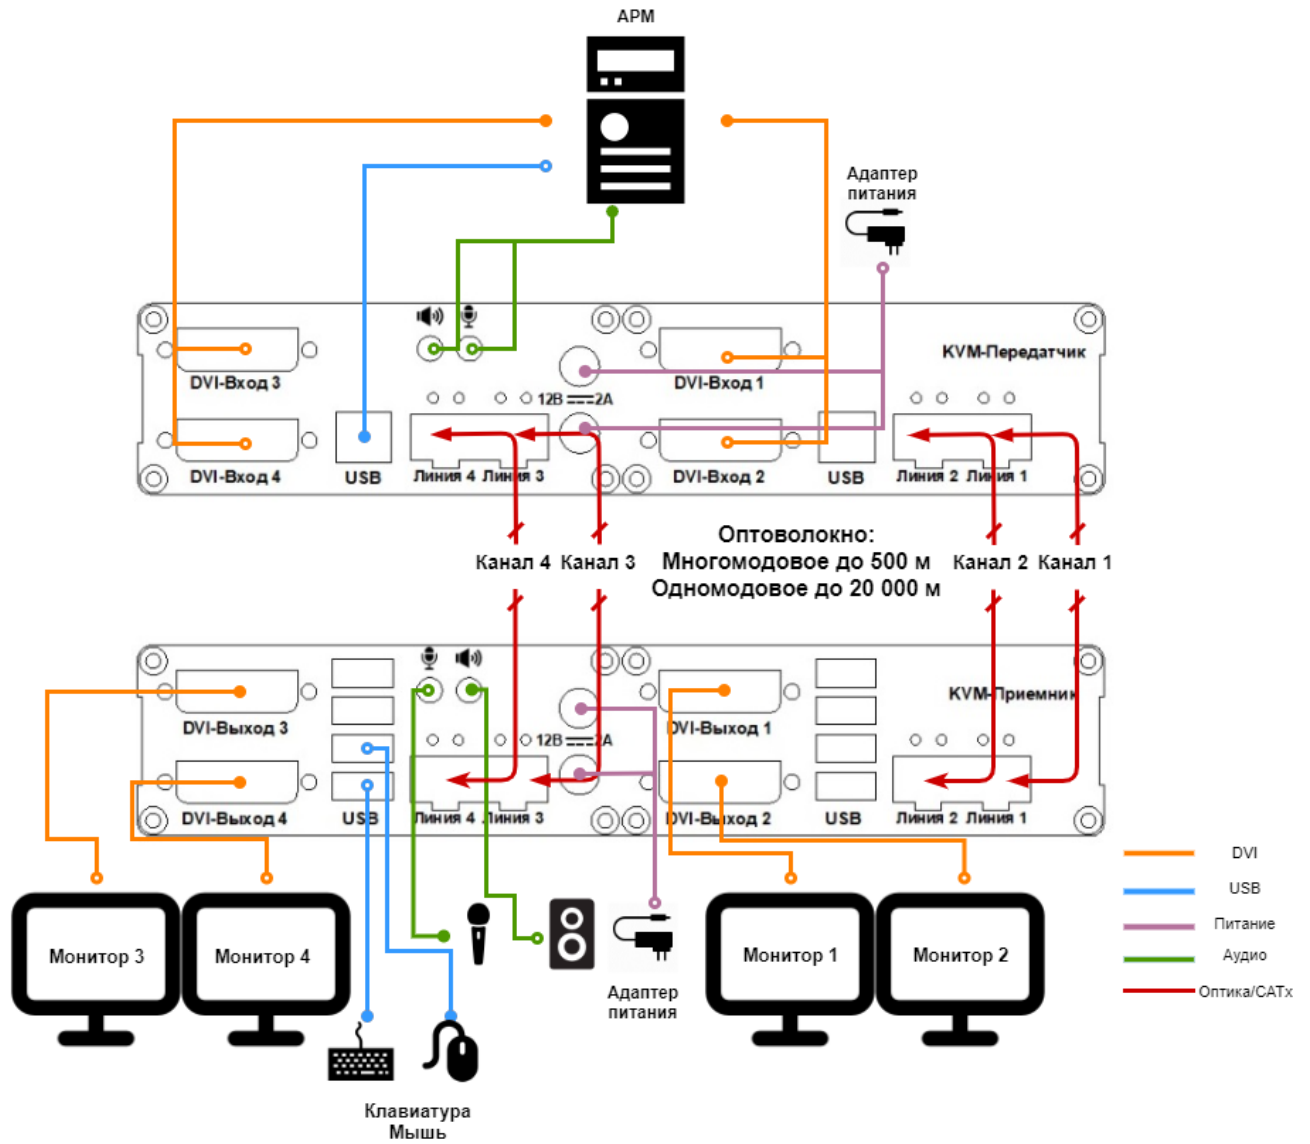 АРМ
Адаптер
питания
KVM-Передатчик
DVI-Вход 3
DVI-Вход 1
12В 2А
DVI-Вход 4
USB
Линия 4 Линия 3
DVI-Вход 2
USB
Линия 2 Линия 1
Оптоволокно:
Многомодовое до 500 м
Одномодовое до 20 000 м
Канал 4
Канал 3
Канал 2
Канал 1
KVM-Приемник
DVI-Выход 3
DVI-Выход 1
12В 2А
DVI-Выход 4
USB
Линия 4 Линия 3
DVI-Выход 2
USB
Линия 2 Линия 1
DVI
USB
Питание
Аудио
Оптика/CATx
Монитор 3
Монитор 4
Монитор 1
Монитор 2
Адаптер
питания
Клавиатура
Мышь